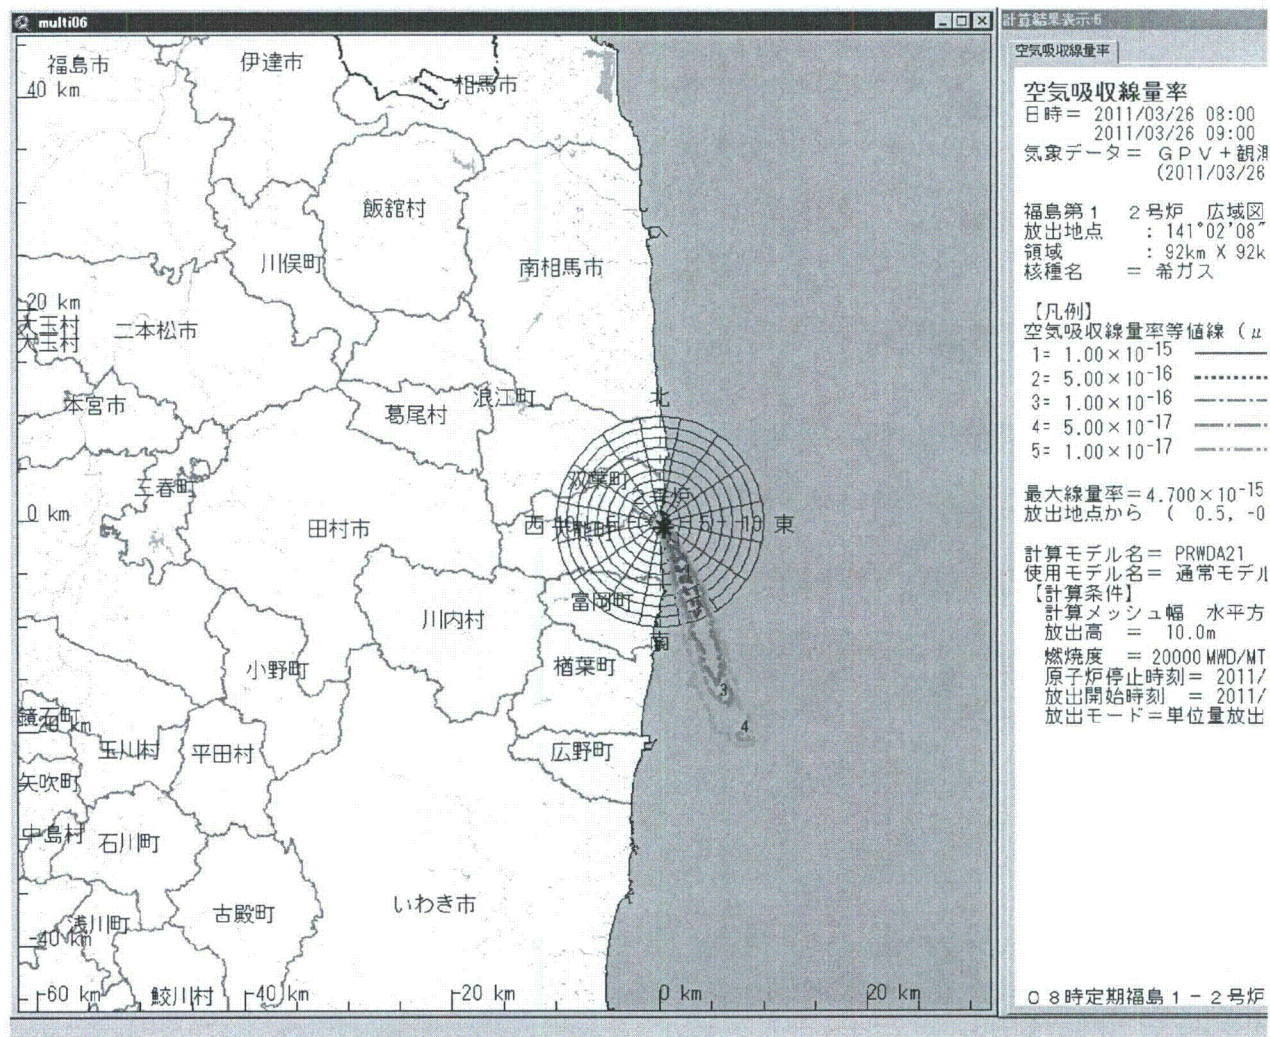 multi06
福島市
伊達市
相馬市
40 km
飯舘村
川俣町
南相馬市
20 km
大玉村
大玉村
二本松市
本宮市
葛尾村
浪江町
北
三春町
双葉町
2号炉
0 km
田村市
西
大熊町
東
富岡町
川内村
南
楢葉町
小野町
3
4
鏡石町
玉川村
平田村
広野町
矢吹町
中島村
石川町
いわき市
古殿町
浅川町
-40 km
鮫川村
-60 km
-40 km
-20 km
0 km
20 km
計算結果表示:6
空気吸収線量率
空気吸収線量率
日時= 2011/03/26 08:00
2011/03/26 09:00
気象データ= GPV+観測
(2011/03/26
福島第1 2号炉 広域図
放出地点 : 141°02'08"
領域 : 92km X 92k
核種名 = 希ガス
【凡例】
空気吸収線量率等値線 (μ
1= 1.00×10-15
2= 5.00×10-16
3= 1.00×10-16
4= 5.00×10-17
5= 1.00×10-17
最大線量率=4.700×10-15
放出地点から ( 0.5, -0
計算モデル名= PRWDA21
使用モデル名= 通常モデル
【計算条件】
計算メッシュ幅 水平方
放出高 = 10.0m
燃焼度 = 20000MWD/MT
原子炉停止時刻= 2011/
放出開始時刻 = 2011/
放出モード=単位量放出
08時定期福島1-2号炉